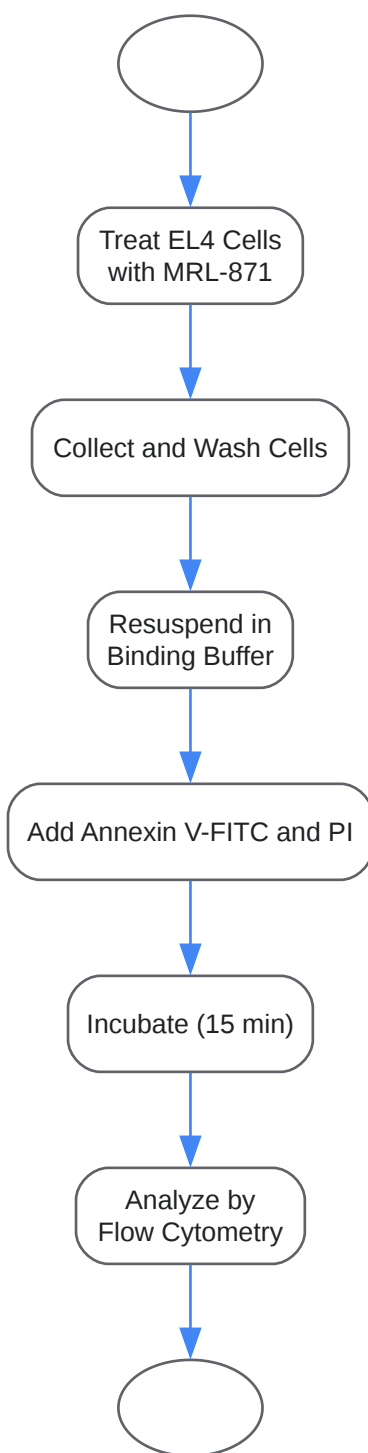 Treat EL4 Cells
with MRL-871
Collect and Wash Cells
Resuspend in
Binding Buffer
Add Annexin V-FITC and PI
Incubate (15 min)
Analyze by
Flow Cytometry